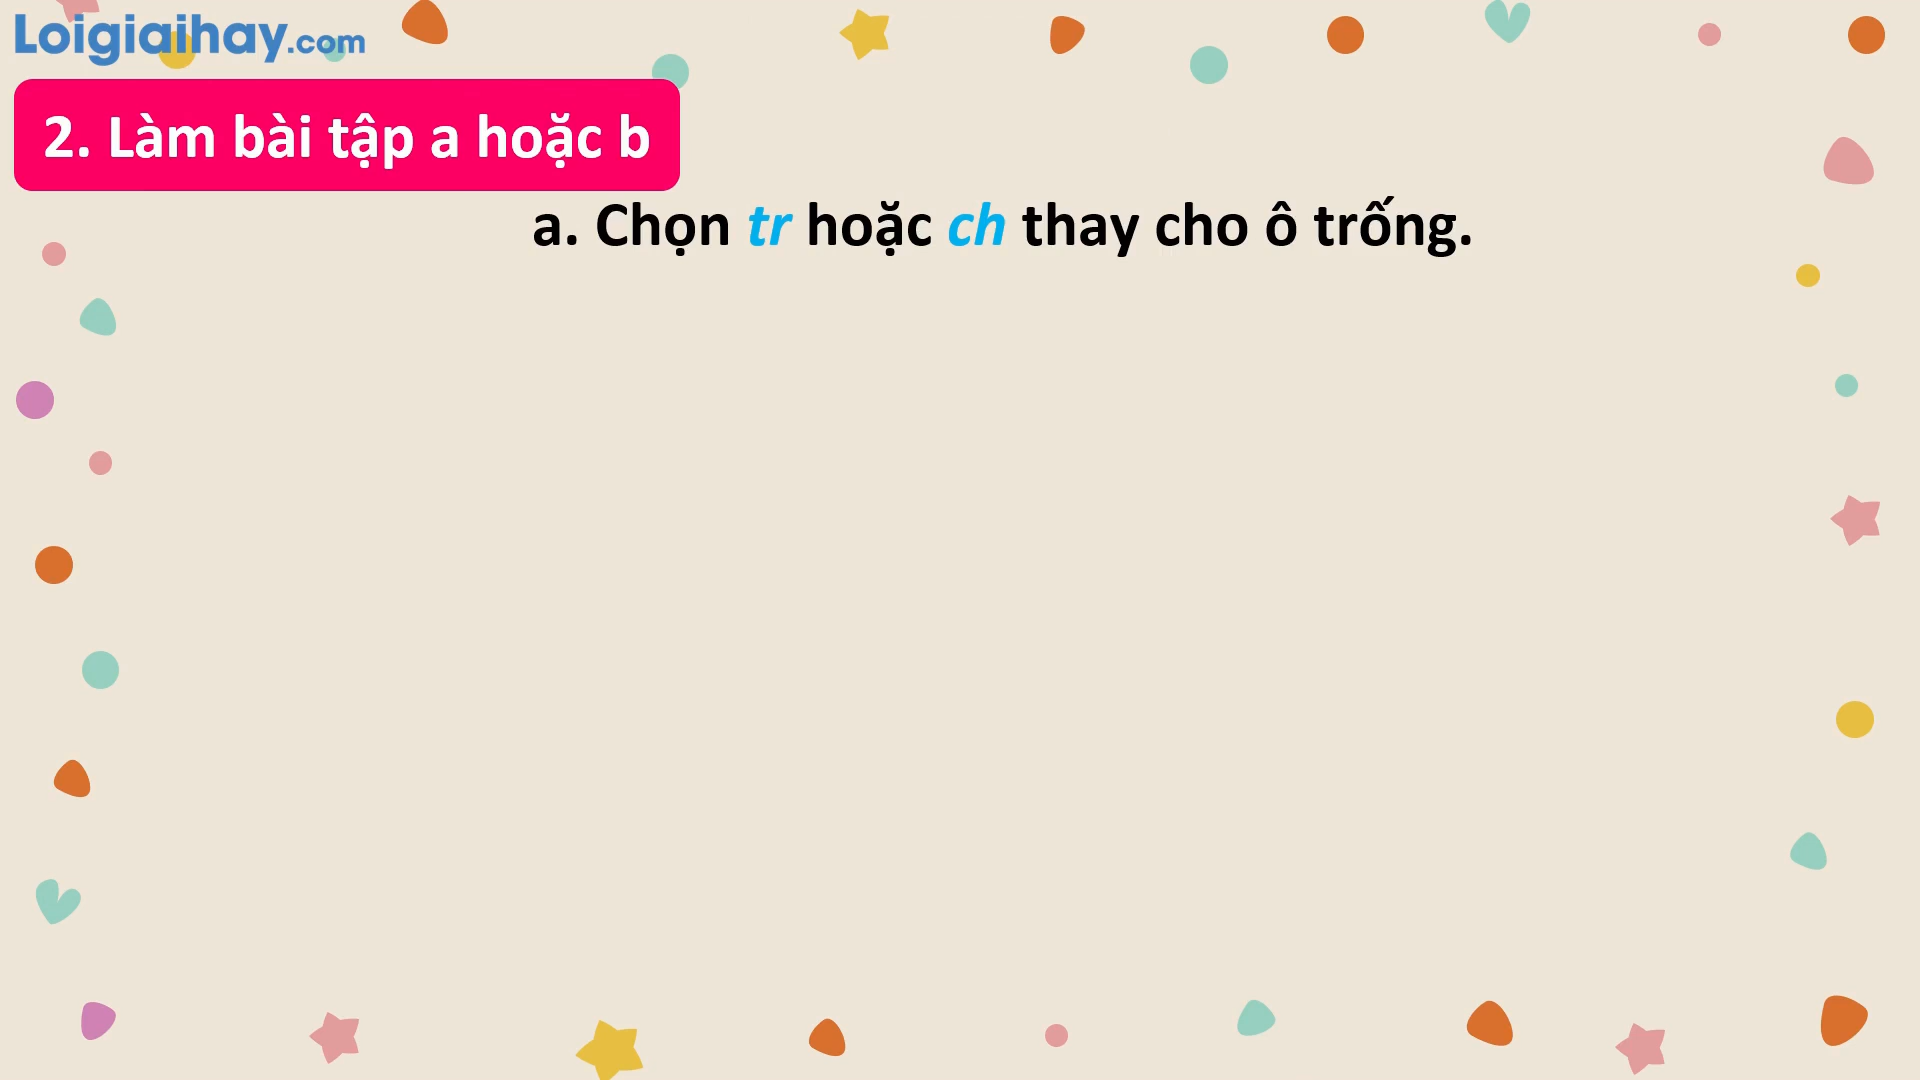 Loigiaihay.com
2. Làm bài tập a hoặc b
a. Chọn tr hoặc ch thay cho ô trống.